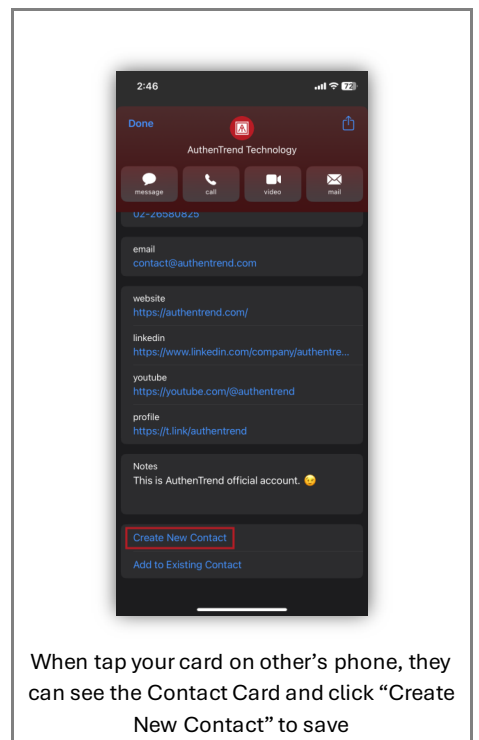 2:46
72
Done
AuthenTrend Technology
message call video mail
02-26580825
email
contact@authentrend.com
website
https://authentrend.com/
linkedin
https://www.linkedin.com/company/authentre...
youtube
https://youtube.com/@authentrend
profile
https://t.link/authentrend
Notes
This is AuthenTrend official account. 😉
Create New Contact
Add to Existing Contact
When tap your card on other’s phone, they
can see the Contact Card and click “Create
New Contact” to save